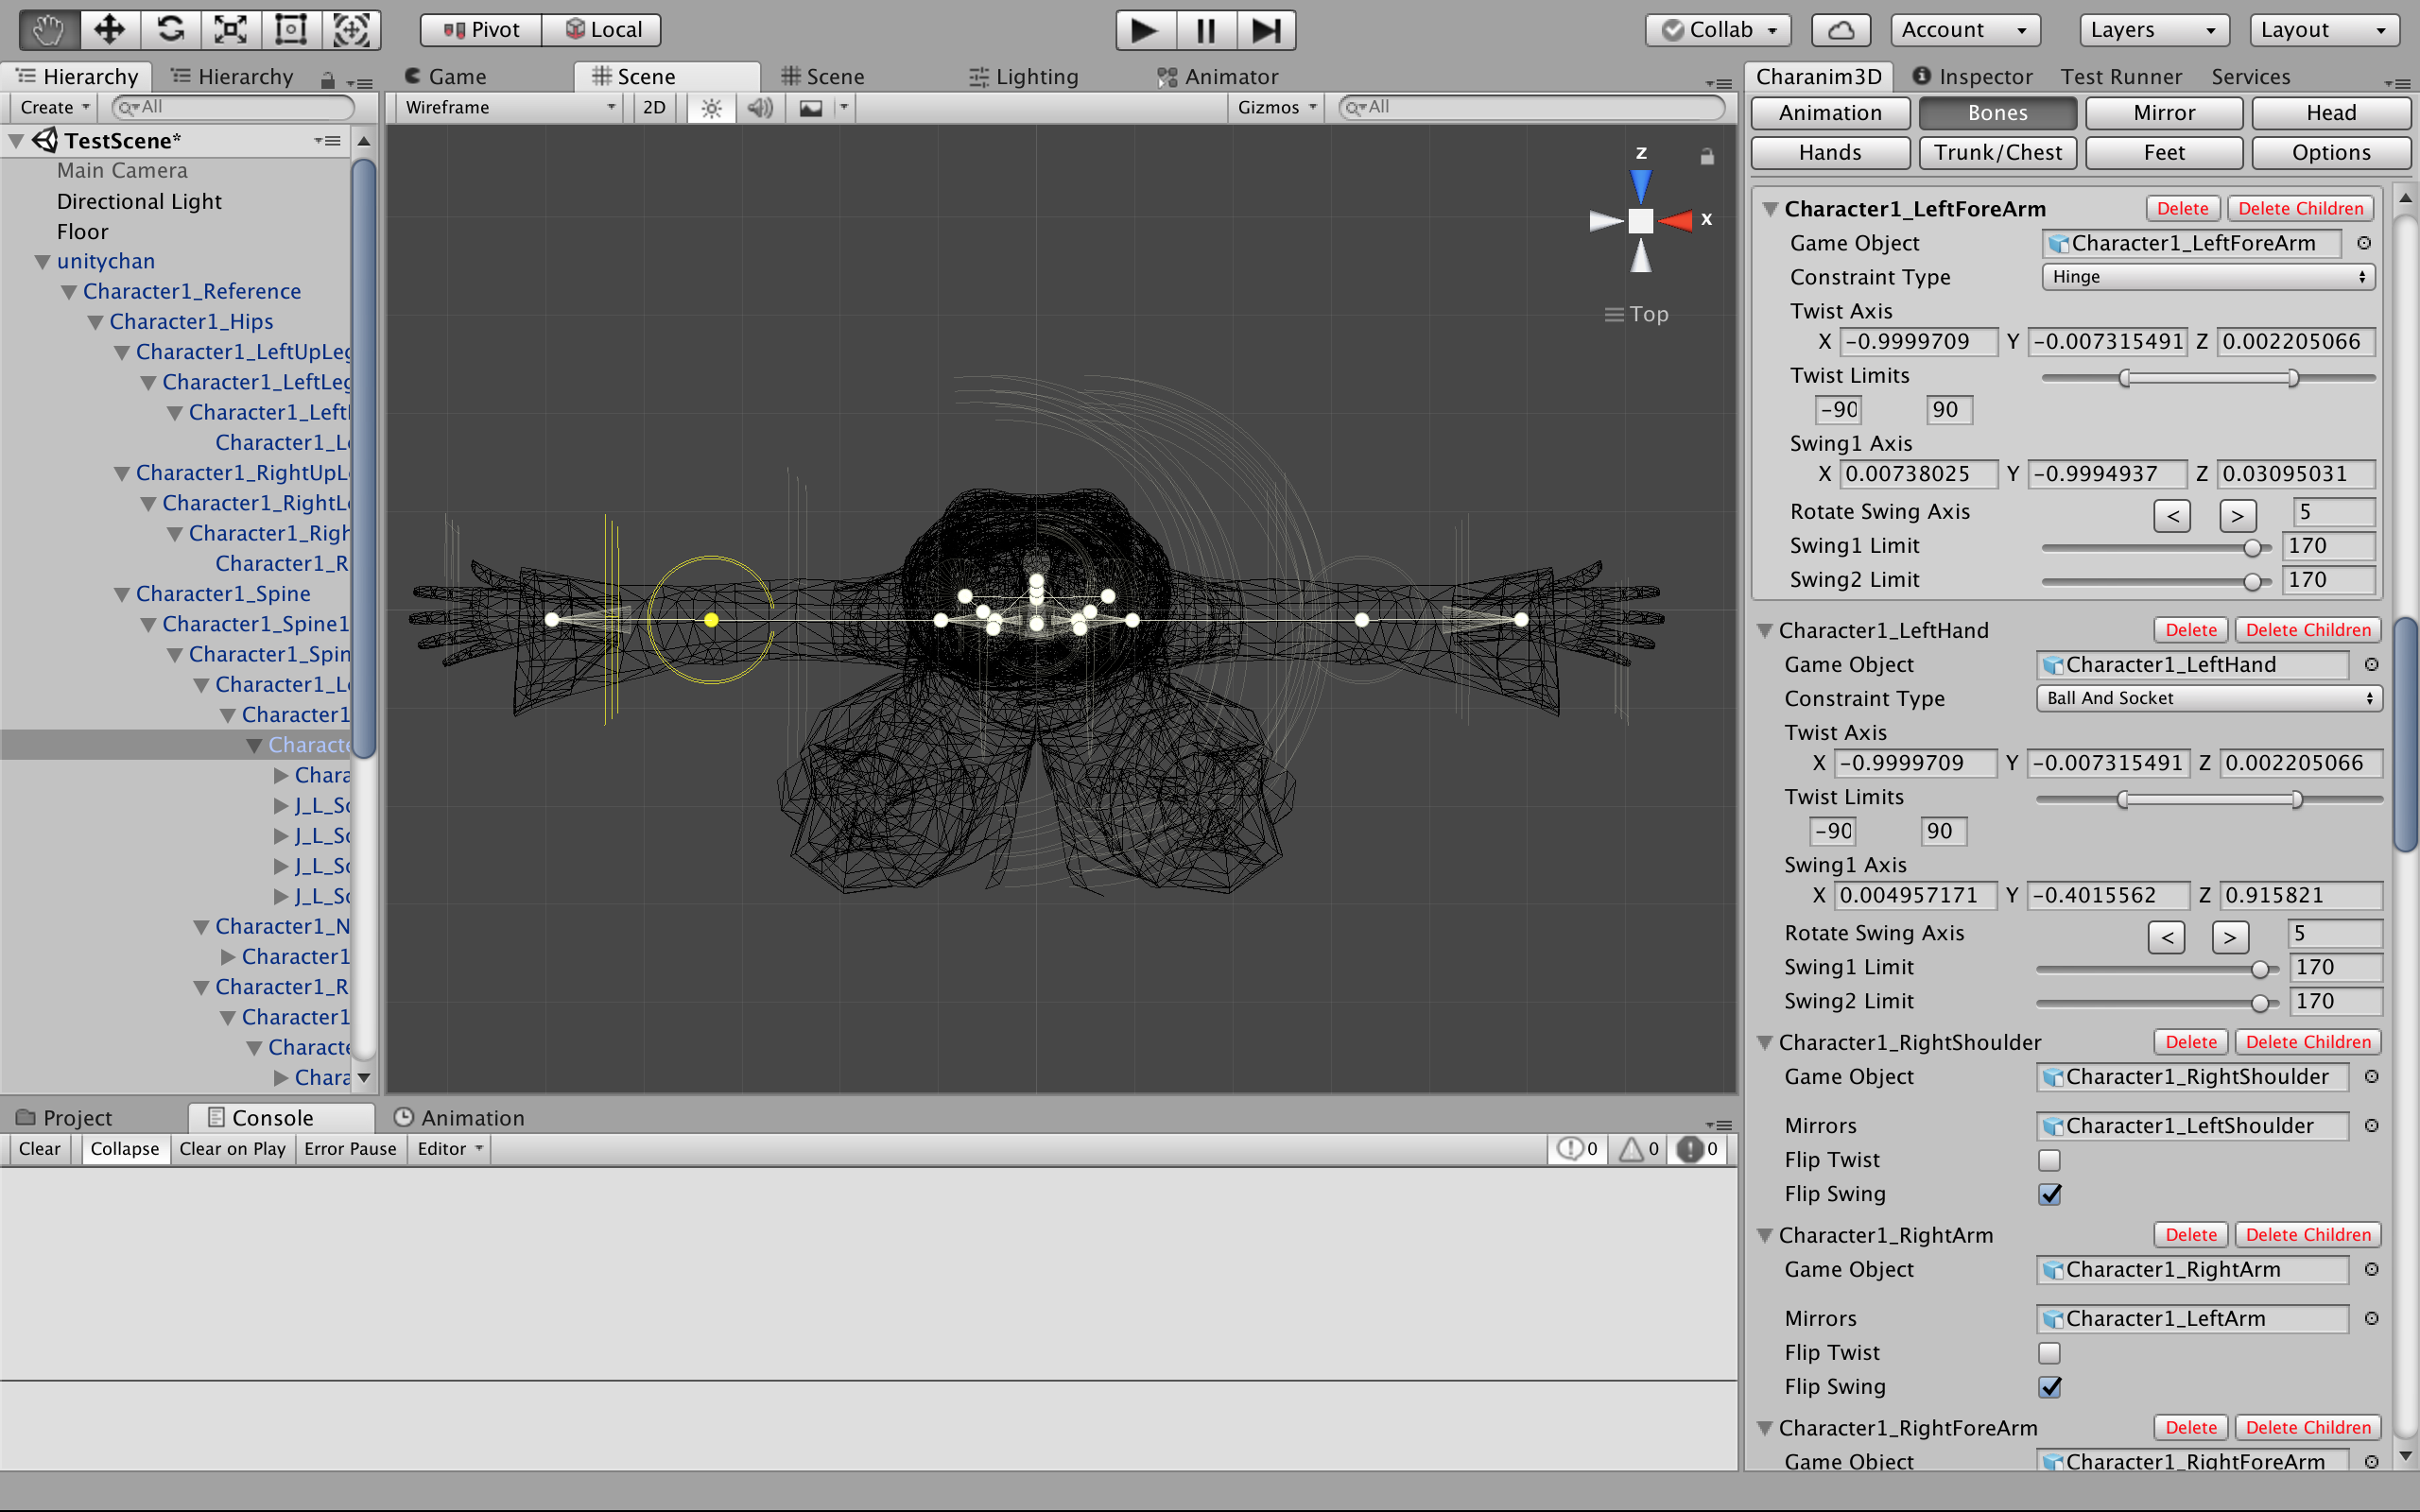 Pivot Local Collab Account Layers Layout
Hierarchy Hierarchy
Create All
TestScene*
Main Camera
Directional Light
Floor
unitychan
Character1_Reference
Character1_Hips
Character1_LeftUpLeg
Character1_LeftLeg
Character1_Left
Character1_L
Character1_RightUpL
Character1_RightL
Character1_Righ
Character1_R
Character1_Spine
Character1_Spine1
Character1_Spin
Character1_L
Character1
Characte
Chara
J_L_S
J_L_S
J_L_S
J_L_S
Character1_N
Character1
Character1_R
Character1
Characte
Chara
Game Scene Scene Lighting Animator
Wireframe 2D Gizmos All
z
x
Top
Project Console Animation
Clear Collapse Clear on Play Error Pause Editor 0 0 0
Charanim3D Inspector Test Runner Services
Animation Bones Mirror Head
Hands Trunk/Chest Feet Options
Character1_LeftForeArm Delete Delete Children
Game Object Character1_LeftForeArm
Constraint Type Hinge
Twist Axis
X -0.9999709 Y -0.007315491 Z 0.002205066
Twist Limits
-90 90
Swing1 Axis
X 0.00738025 Y -0.9994937 Z 0.03095031
Rotate Swing Axis < > 5
Swing1 Limit 170
Swing2 Limit 170
Character1_LeftHand Delete Delete Children
Game Object Character1_LeftHand
Constraint Type Ball And Socket
Twist Axis
X -0.9999709 Y -0.007315491 Z 0.002205066
Twist Limits
-90 90
Swing1 Axis
X 0.004957171 Y -0.4015562 Z 0.915821
Rotate Swing Axis < > 5
Swing1 Limit 170
Swing2 Limit 170
Character1_RightShoulder Delete Delete Children
Game Object Character1_RightShoulder
Mirrors Character1_LeftShoulder
Flip Twist
Flip Swing
Character1_RightArm Delete Delete Children
Game Object Character1_RightArm
Mirrors Character1_LeftArm
Flip Twist
Flip Swing
Character1_RightForeArm Delete Delete Children
Game Object Character1_RightForeArm